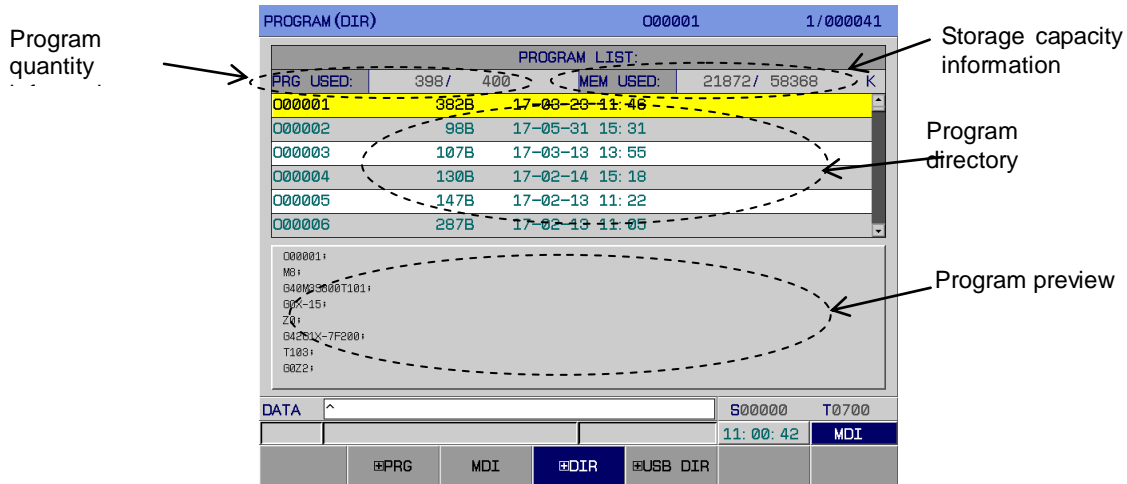 PROGRAM(DIR) O00001 1/000041
Program
quantity
PROGRAM LIST:
PRG USED: 398/ 400 MEM USED: 21872/ 58368 K
Storage capacity
information
O00001 382B 17-03-23 11:46
O00002 98B 17-05-31 15:31
O00003 107B 17-03-13 13:55
O00004 130B 17-02-14 15:18
O00005 147B 17-02-13 11:22
O00006 287B 17-02-13 11:05
Program
directory
O00001;
M8;
G40M3S800T101;
G0X-15;
Z0;
G42G1X-7F200;
T103;
G0Z2;
Program preview
DATA ^ S00000 T0700
11:00:42 MDI
⊞PRG MDI ⊞DIR ⊞USB DIR